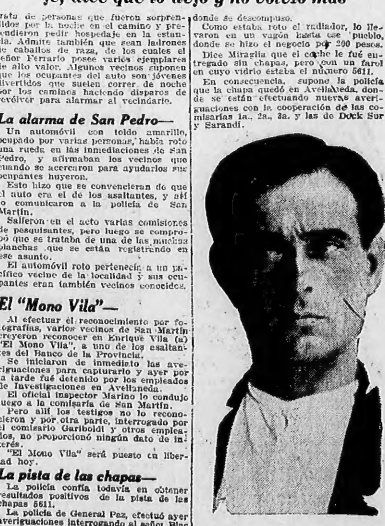 je, dice que lo dejó y no volvió más
ista de personas que fueron sorpren-
didos por la noche en el camino y pre-
tendieron pedir hospedaje en la estan-
cia. Admite también que sean ladrones
de caballos de raza, de los cuales el
señor Ferrario posee varios ejemplares
de alto valor. Algunos vecinos suponen
que los ocupantes del auto son jóvenes
divertidos que suelen correr de noche
por los caminos haciendo disparos de
revólver para alarmar al vecindario.
La alarma de San Pedro—
Un automóvil con toldo amarillo,
ocupado por varias personas, había roto
una rueda en las inmediaciones de San
Pedro, y afirmaban los vecinos que
cuando se acercaron para ayudarlos sus
ocupantes huyeron.
Esto hizo que se convencieran de que
el auto era el de los asaltantes, y así
lo comunicaron a la policía de San
Martín.
Salieron en el acto varias comisiones
de pesquisantes, pero luego se compro-
bó que se trataba de una de las muchas
planchas que se están registrando en
ese asunto.
El automóvil roto pertenecía a un pa-
cífico vecino de la localidad y sus ocu-
pantes eran también vecinos conocidos.
El "Mono Vila"—
Al efectuar el reconocimiento por fo-
tografías, varios vecinos de San Martín
creyeron reconocer en Enrique Vila (a)
"El Mono Vila", a uno de los asaltan-
tes del Banco de la Provincia.
Se iniciaron de inmediato las ave-
riguaciones para capturarlo y ayer por
la tarde fué detenido por los empleados
de Investigaciones en Avellaneda.
El oficial inspector Marino lo condujo
luego a la comisaría de San Martín.
Pero allí los testigos no lo recono-
cieron y por otra parte, interrogado por
el comisario Garibotdi y otros emplea-
dos, no proporcionó ningún dato de in-
terés.
"El Mono Vila" será puesto en liber-
tad hoy.
La pista de las chapas—
La policía confía todavía en obtener
resultados positivos de la pista de las
chapas 5611.
La policía de General Paz, efectuó ayer
averiguaciones interrogando al señor Blas
donde se descompuso.
Como estaba roto el radiador, lo lle-
varon en un vagón hasta ese pueblo,
donde se hizo el negocio por 200 pesos.
Dice Miraglia que el coche le fué en-
tregado sin chapas, pero con un farol
en cuyo vidrio estaba el número 5611.
En consecuencia, supone la policía
que la chapa quedó en Avellaneda, don-
de se están efectuando nuevas averi-
guaciones con la cooperación de las co-
misarías 1a., 2a., 3a. y las de Dock Sur
y Sarandí.